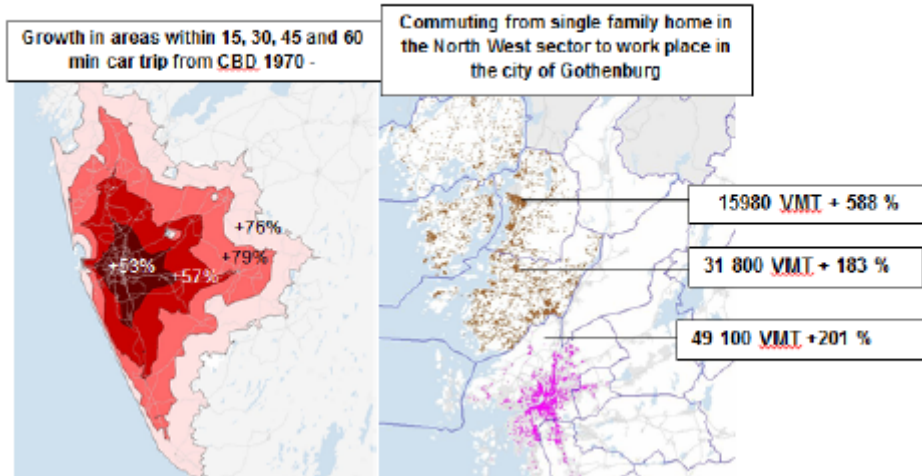 Growth in areas within 15, 30, 45 and 60
min car trip from CBD 1970 -
Commuting from single family home in
the North West sector to work place in
the city of Gothenburg
+76%
+79%
+53%
+57%
15980 VMT + 588 %
31 800 VMT + 183 %
49 100 VMT +201 %